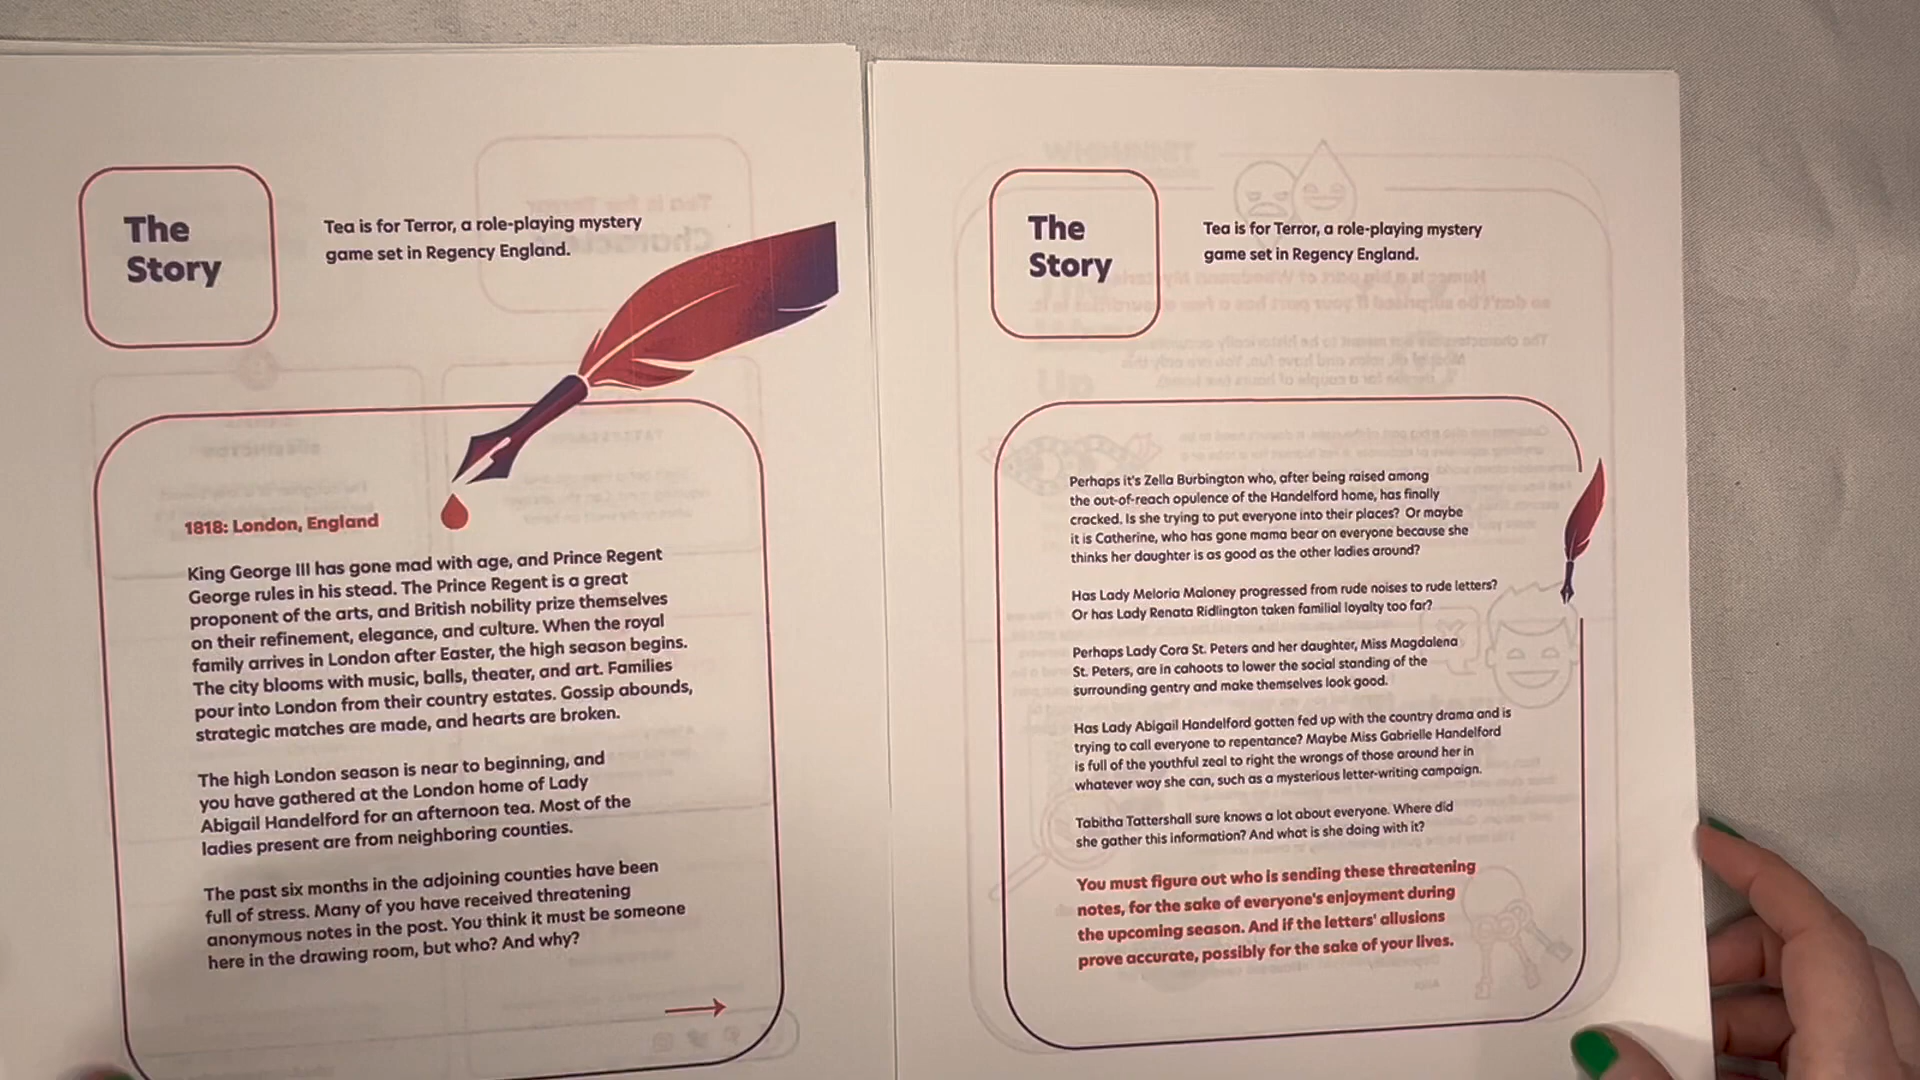 The
Story
Tea is for Terror, a role-playing mystery
game set in Regency England.
1818: London, England
King George III has gone mad with age, and Prince Regent
George rules in his stead. The Prince Regent is a great
proponent of the arts, and British nobility prize themselves
on their refinement, elegance, and culture. When the royal
family arrives in London after Easter, the high season begins.
The city blooms with music, balls, theater, and art. Families
pour into London from their country estates. Gossip abounds,
strategic matches are made, and hearts are broken.
The high London season is near to beginning, and
you have gathered at the London home of Lady
Abigail Handelford for an afternoon tea. Most of the
ladies present are from neighboring counties.
The past six months in the adjoining counties have been
full of stress. Many of you have received threatening
anonymous notes in the post. You think it must be someone
here in the drawing room, but who? And why?
The
Story
Tea is for Terror, a role-playing mystery
game set in Regency England.
Perhaps it's Zella Burbington who, after being raised among
the out-of-reach opulence of the Handelford home, has finally
cracked. Is she trying to put everyone into their places? Or maybe
it is Catherine, who has gone mama bear on everyone because she
thinks her daughter is as good as the other ladies around?
Has Lady Meloria Maloney progressed from rude noises to rude letters?
Or has Lady Renata Ridlington taken familial loyalty too far?
Perhaps Lady Cora St. Peters and her daughter, Miss Magdalena
St. Peters, are in cahoots to lower the social standing of the
surrounding gentry and make themselves look good.
Has Lady Abigail Handelford gotten fed up with the country drama and is
trying to call everyone to repentance? Maybe Miss Gabrielle Handelford
is full of the youthful zeal to right the wrongs of those around her in
whatever way she can, such as a mysterious letter-writing campaign.
Tabitha Tattershall sure knows a lot about everyone. Where did
she gather this information? And what is she doing with it?
You must figure out who is sending these threatening
notes, for the sake of everyone's enjoyment during
the upcoming season. And if the letters' allusions
prove accurate, possibly for the sake of your lives.